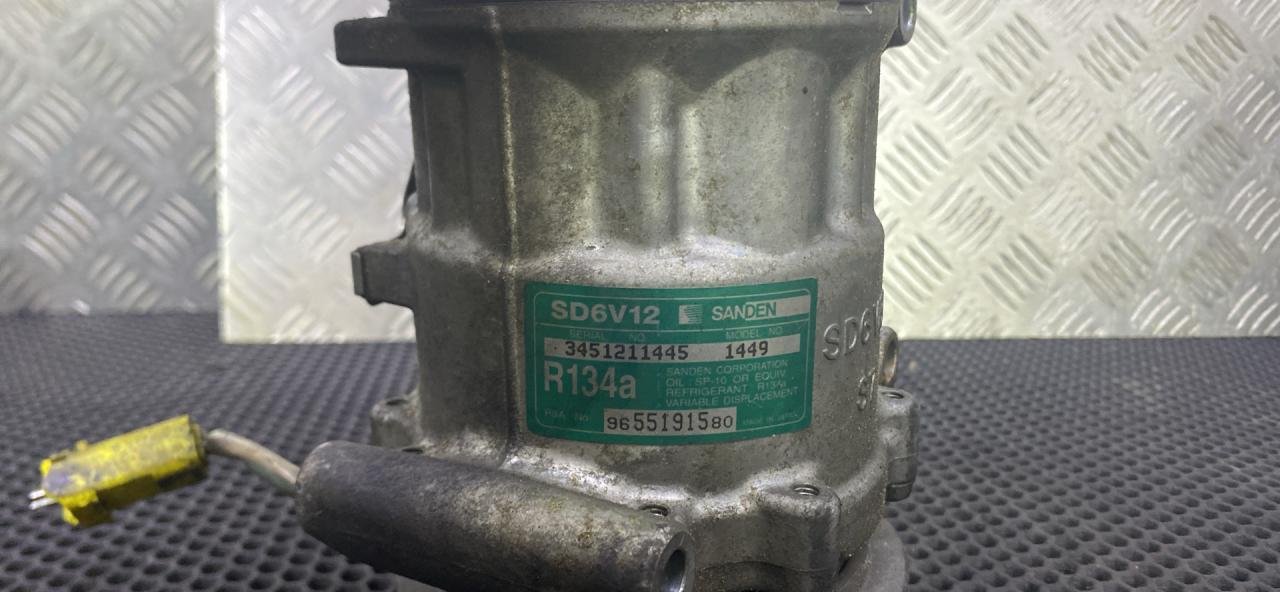 SD6V12 SANDEN
SERIAL NO. MODEL NO.
3451211445 1449
R134a
SANDEN CORPORATION
OIL : SP-10 OR EQUIV.
REFRIGERANT R134a
VARIABLE DISPLACEMENT
PSA No 9655191580 MADE IN JAPAN
SD6V